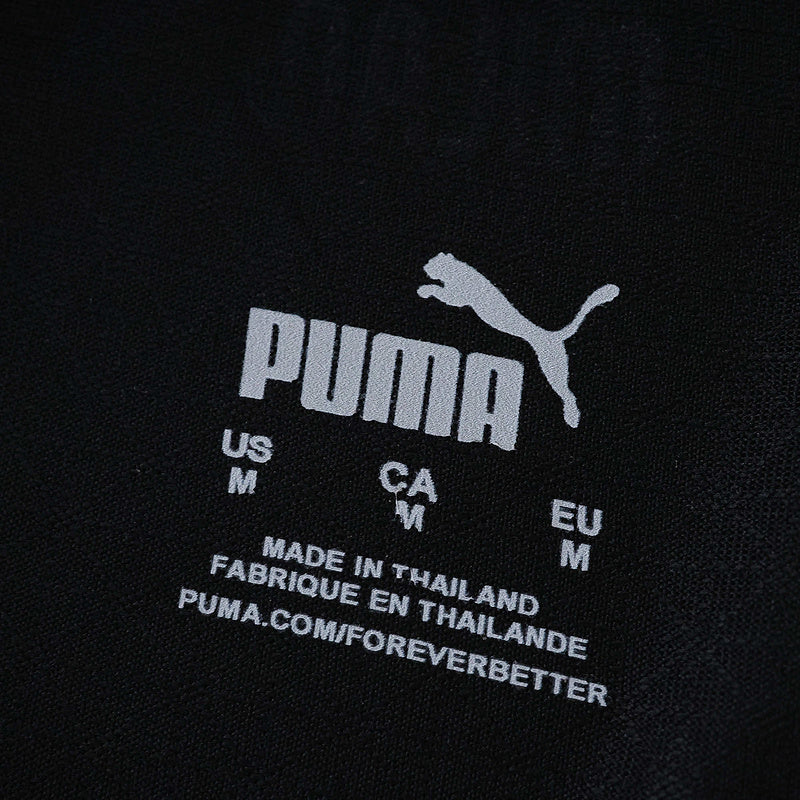 PUMA
US CA EU
M M M
MADE IN THAILAND
FABRIQUE EN THAILANDE
PUMA.COM/FOREVERBETTER